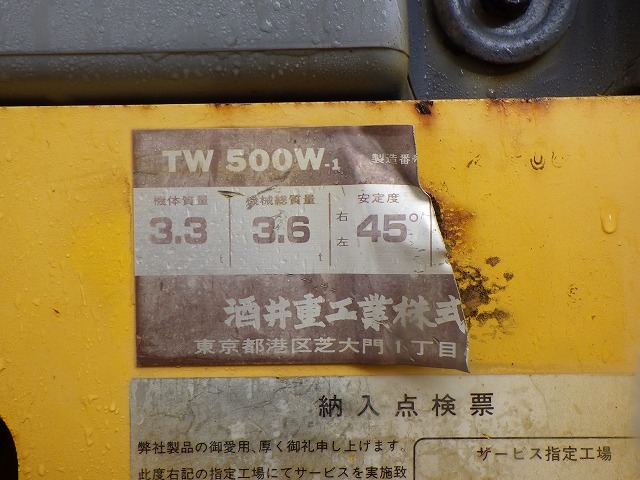 TW 500W-1 製造番
機体質量 機械総質量 安定度
3.3 t 3.6 t 右 左 45°
酒井重工業株式
東京都港区芝大門1丁目
納入点検票
弊社製品の御愛用、厚く御礼申し上げます。
サービス指定工場
此度右記の指定工場にてサービスを実施致